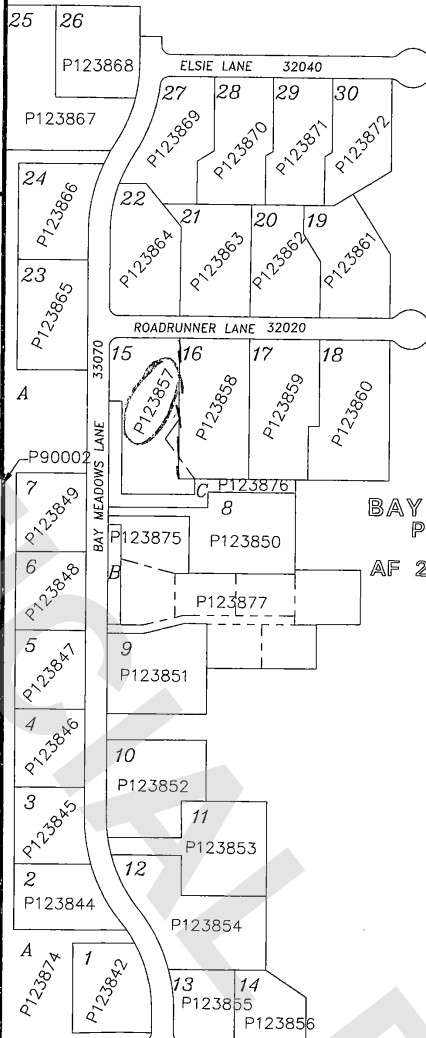 25
26
P123868
P123867
ELSIE LANE 32040
27
P123869
28
P123870
29
P123871
30
P123872
24
P123866
23
P123865
22
P123864
21
P123863
20
P123862
19
P123861
ROADRUNNER LANE 32020
BAY MEADOWS LANE 33070
15
P123857
16
P123858
17
P123859
18
P123860
A
P90002
7
P123849
6
P123848
5
P123847
4
P123846
3
P123845
2
P123844
A
P123874
1
P123842
C
P123876
8
P123850
P123875
B
P123877
9
P123851
10
P123852
11
P123853
12
P123854
13
P123855
14
P123856
BAY
P
AF 2